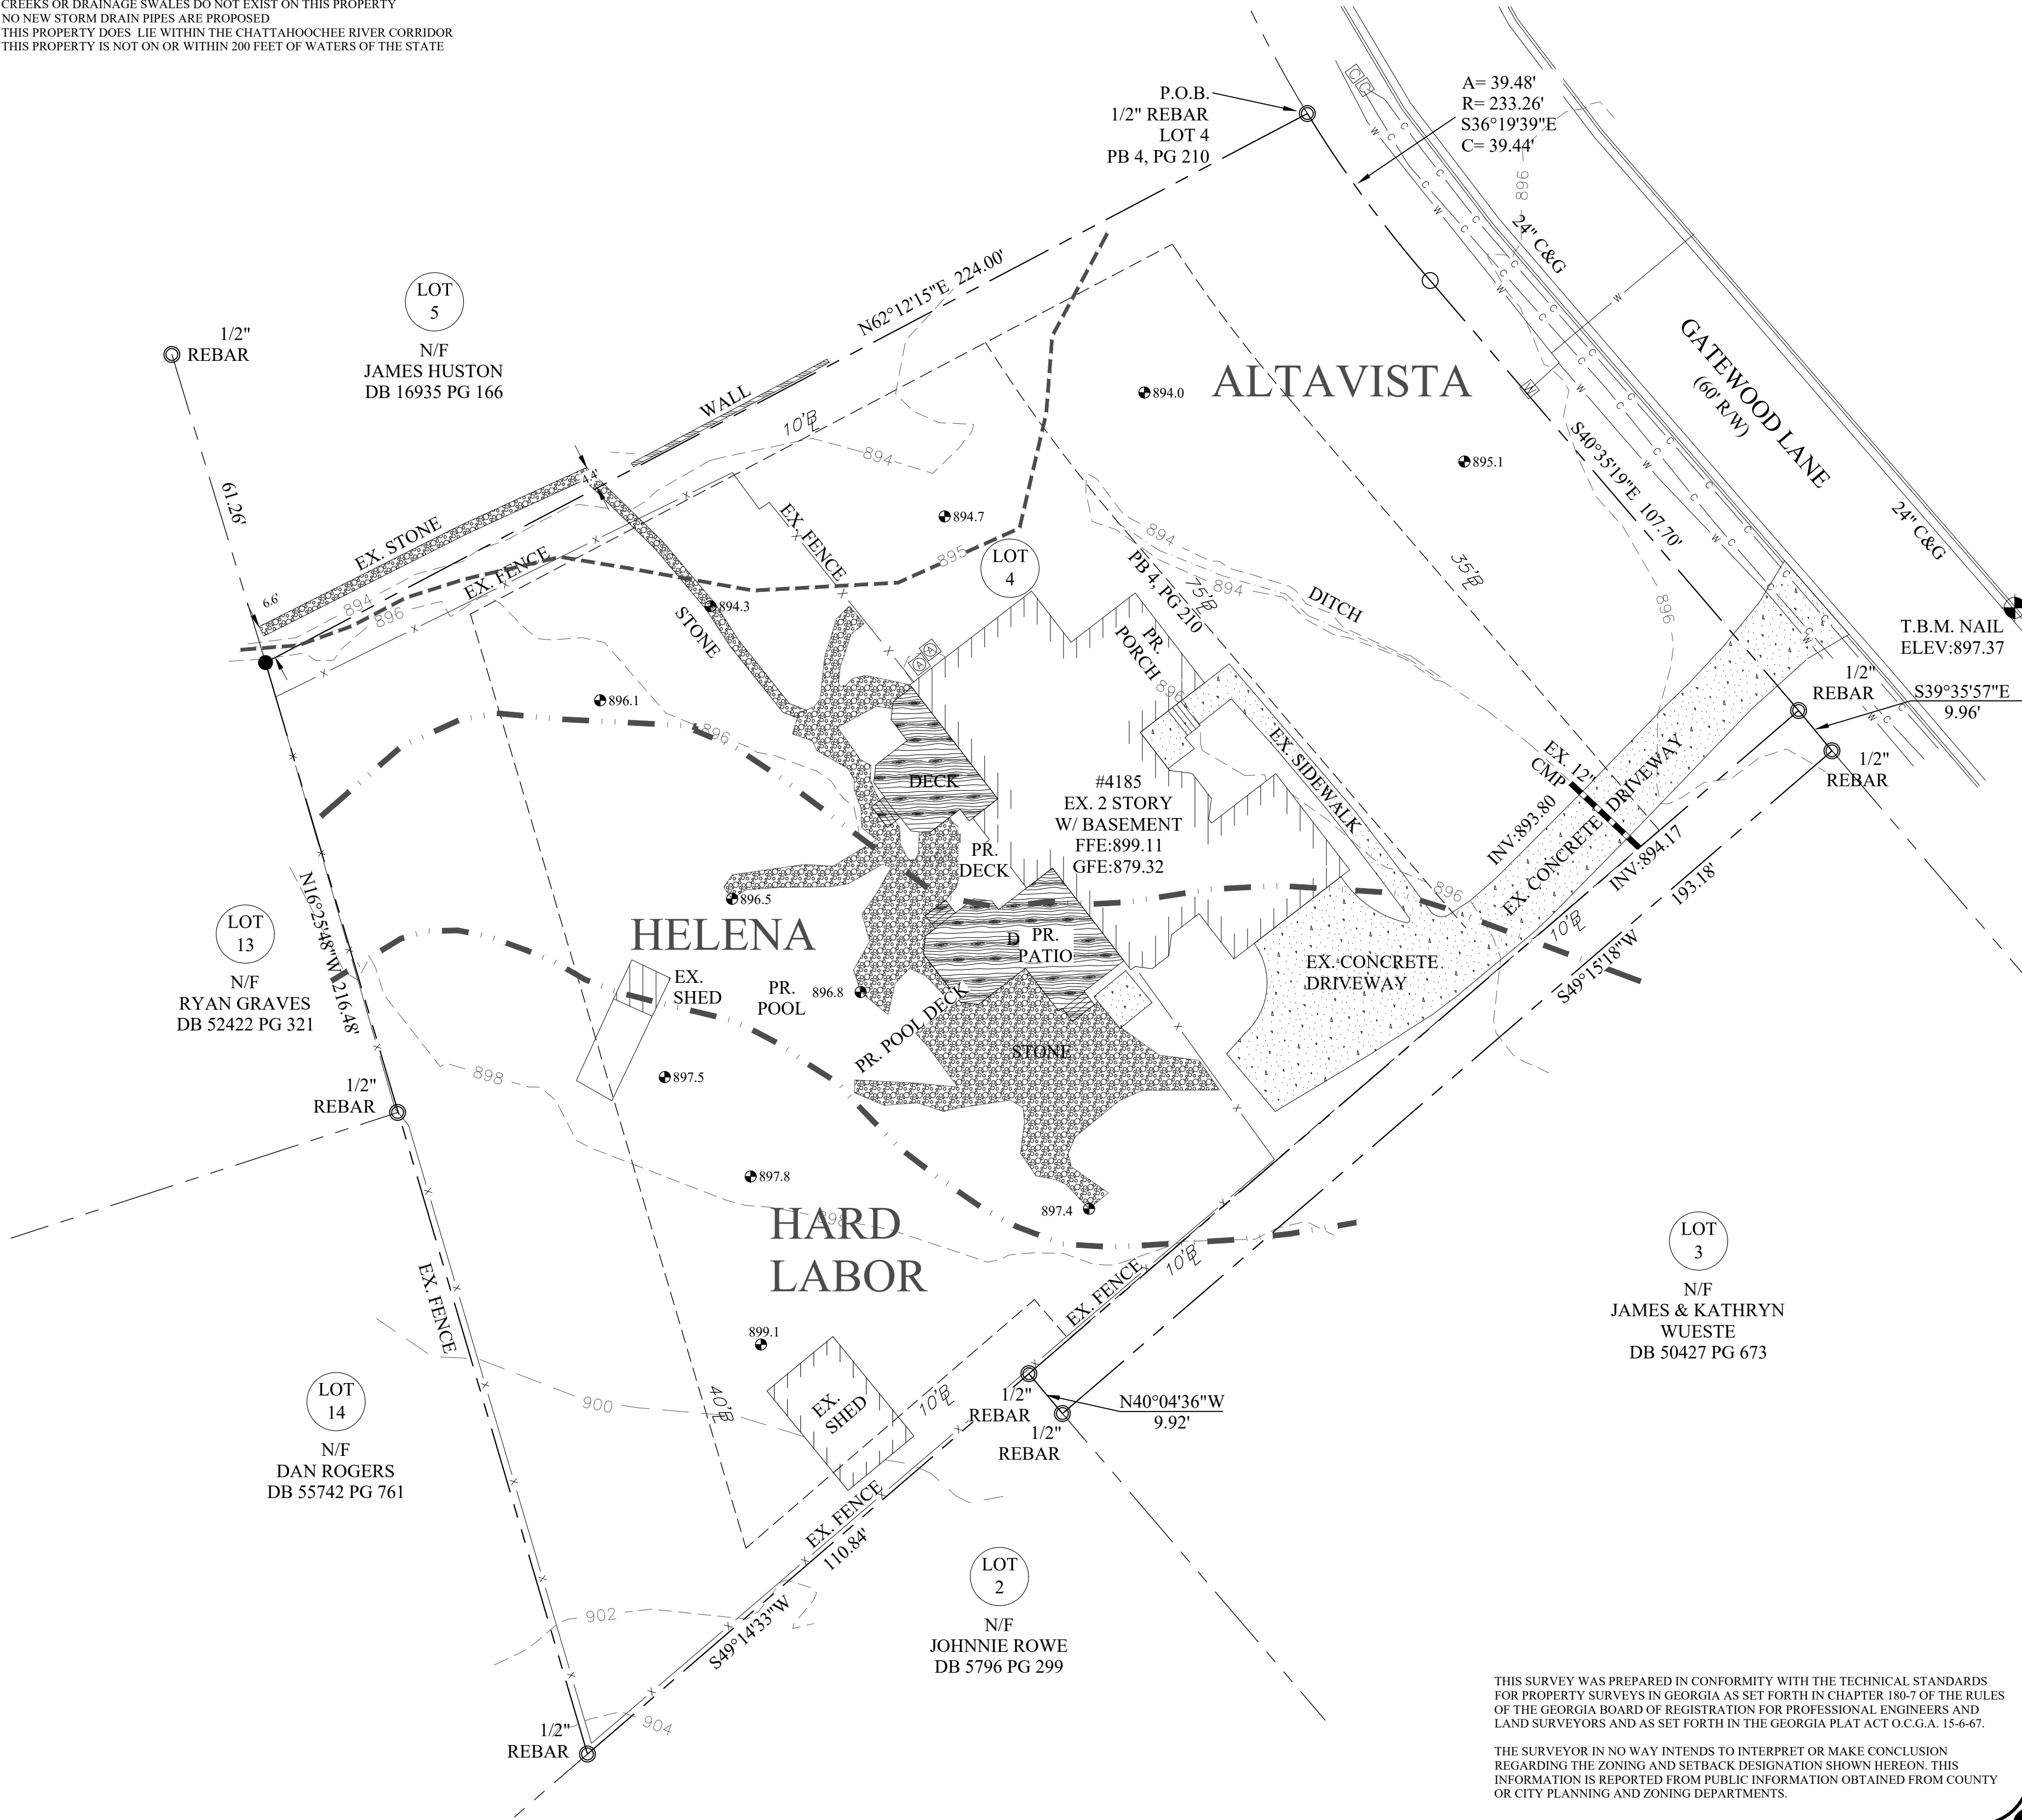 CREEKS OR DRAINAGE SWALES DO NOT EXIST ON THIS PROPERTY
NO NEW STORM DRAIN PIPES ARE PROPOSED
THIS PROPERTY DOES LIE WITHIN THE CHATTAHOOCHEE RIVER CORRIDOR
THIS PROPERTY IS NOT ON OR WITHIN 200 FEET OF WATERS OF THE STATE
P.O.B.
1/2" REBAR
LOT 4
PB 4, PG 210
A= 39.48'
R= 233.26'
S36°19'39"E
C= 39.44'
896
24" C&G
GATEWOOD LANE
(60' R/W)
24" C&G
S40°35'19"E 107.70'
T.B.M. NAIL
ELEV:897.37
1/2"
REBAR
S39°35'57"E
9.96'
1/2"
REBAR
LOT
5
N/F
JAMES HUSTON
DB 16935 PG 166
1/2"
REBAR
61.26'
N62°12'15"E 224.00'
WALL
10'BL
894
4.4'
EX. STONE
EX. FENCE
6.6'
894
896
EX. FENCE
STONE
894.0
ALTAVISTA
895.1
894.7
895
LOT
4
894.3
894
894
DITCH
35'BL
PB 4, PG 210
75'BL
896
PR.
PORCH
896
A
A
896.1
896
DECK
#4185
EX. 2 STORY
W/ BASEMENT
FFE:899.11
GFE:879.32
PR.
DECK
EX. SIDEWALK
EX. 12"
CMP
INV:893.80
EX. CONCRETE DRIVEWAY
INV:894.17
193.18'
S49°15'18"W
10'BL
896
896.5
HELENA
D
PR.
PATIO
EX. CONCRETE
DRIVEWAY
N16°25'48"W 216.48'
LOT
13
N/F
RYAN GRAVES
DB 52422 PG 321
EX.
SHED
PR.
POOL
896.8
PR. POOL DECK
STONE
898
897.5
1/2"
REBAR
897.8
897.4
898
HARD
LABOR
10'BL
EX. FENCE
EX. FENCE
LOT
3
N/F
JAMES & KATHRYN
WUESTE
DB 50427 PG 673
899.1
EX.
SHED
40'BL
10'BL
900
1/2"
REBAR
1/2"
REBAR
N40°04'36"W
9.92'
LOT
14
N/F
DAN ROGERS
DB 55742 PG 761
EX. FENCE
110.84'
S49°14'33"W
902
LOT
2
N/F
JOHNNIE ROWE
DB 5796 PG 299
904
1/2"
REBAR
THIS SURVEY WAS PREPARED IN CONFORMITY WITH THE TECHNICAL STANDARDS
FOR PROPERTY SURVEYS IN GEORGIA AS SET FORTH IN CHAPTER 180-7 OF THE RULES
OF THE GEORGIA BOARD OF REGISTRATION FOR PROFESSIONAL ENGINEERS AND
LAND SURVEYORS AND AS SET FORTH IN THE GEORGIA PLAT ACT O.C.G.A. 15-6-67.
THE SURVEYOR IN NO WAY INTENDS TO INTERPRET OR MAKE CONCLUSION
REGARDING THE ZONING AND SETBACK DESIGNATION SHOWN HEREON. THIS
INFORMATION IS REPORTED FROM PUBLIC INFORMATION OBTAINED FROM COUNTY
OR CITY PLANNING AND ZONING DEPARTMENTS.